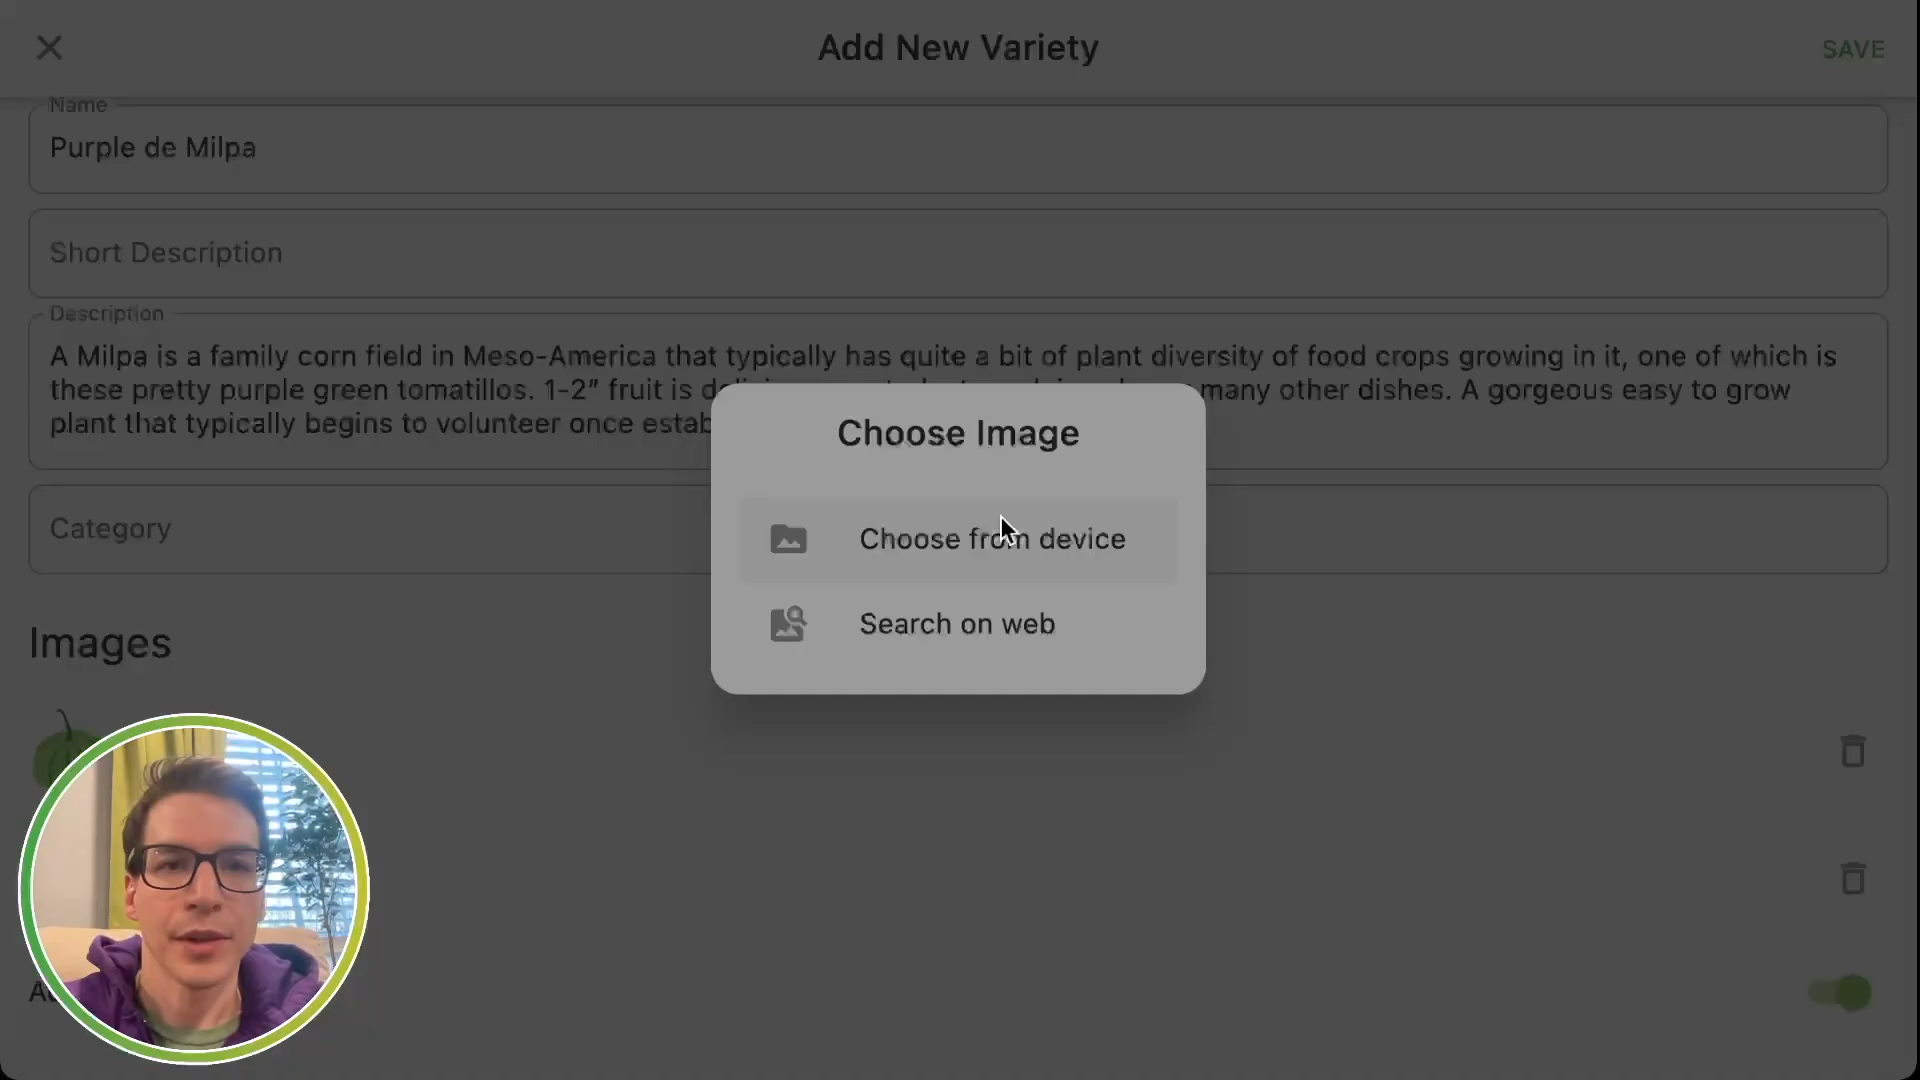 Add New Variety
SAVE
Name
Purple de Milpa
Short Description
Description
A Milpa is a family corn field in Meso-America that typically has quite a bit of plant diversity of food crops growing in it, one of which is
these pretty purple green tomatillos. 1-2” fruit is many other dishes. A gorgeous easy to grow
plant that typically begins to volunteer once
Category
Choose Image
Choose from device
Search on web
Images